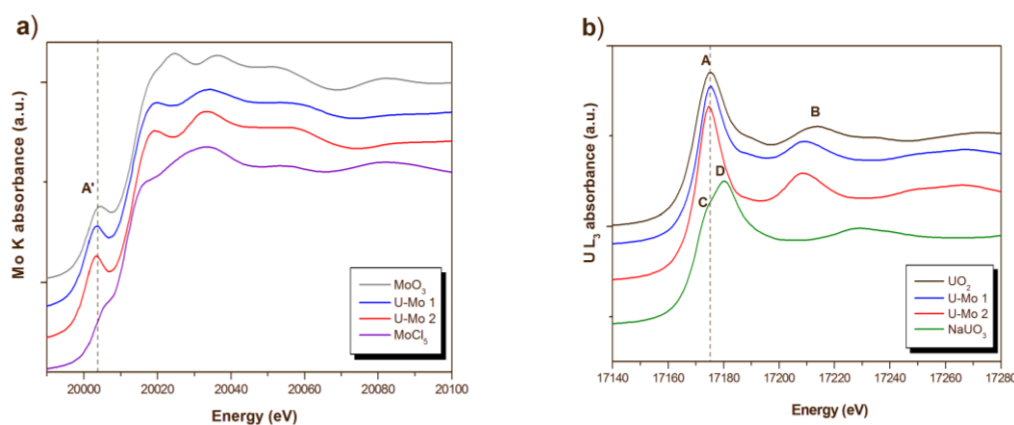 a)
Mo K absorbance (a.u.)
A'
MoO₃
U-Mo 1
U-Mo 2
MoCl₅
20000 20020 20040 20060 20080 20100
Energy (eV)
b)
U L₃ absorbance (a.u.)
A
B
D
C
UO₂
U-Mo 1
U-Mo 2
NaUO₃
17140 17160 17180 17200 17220 17240 17260 17280
Energy (eV)